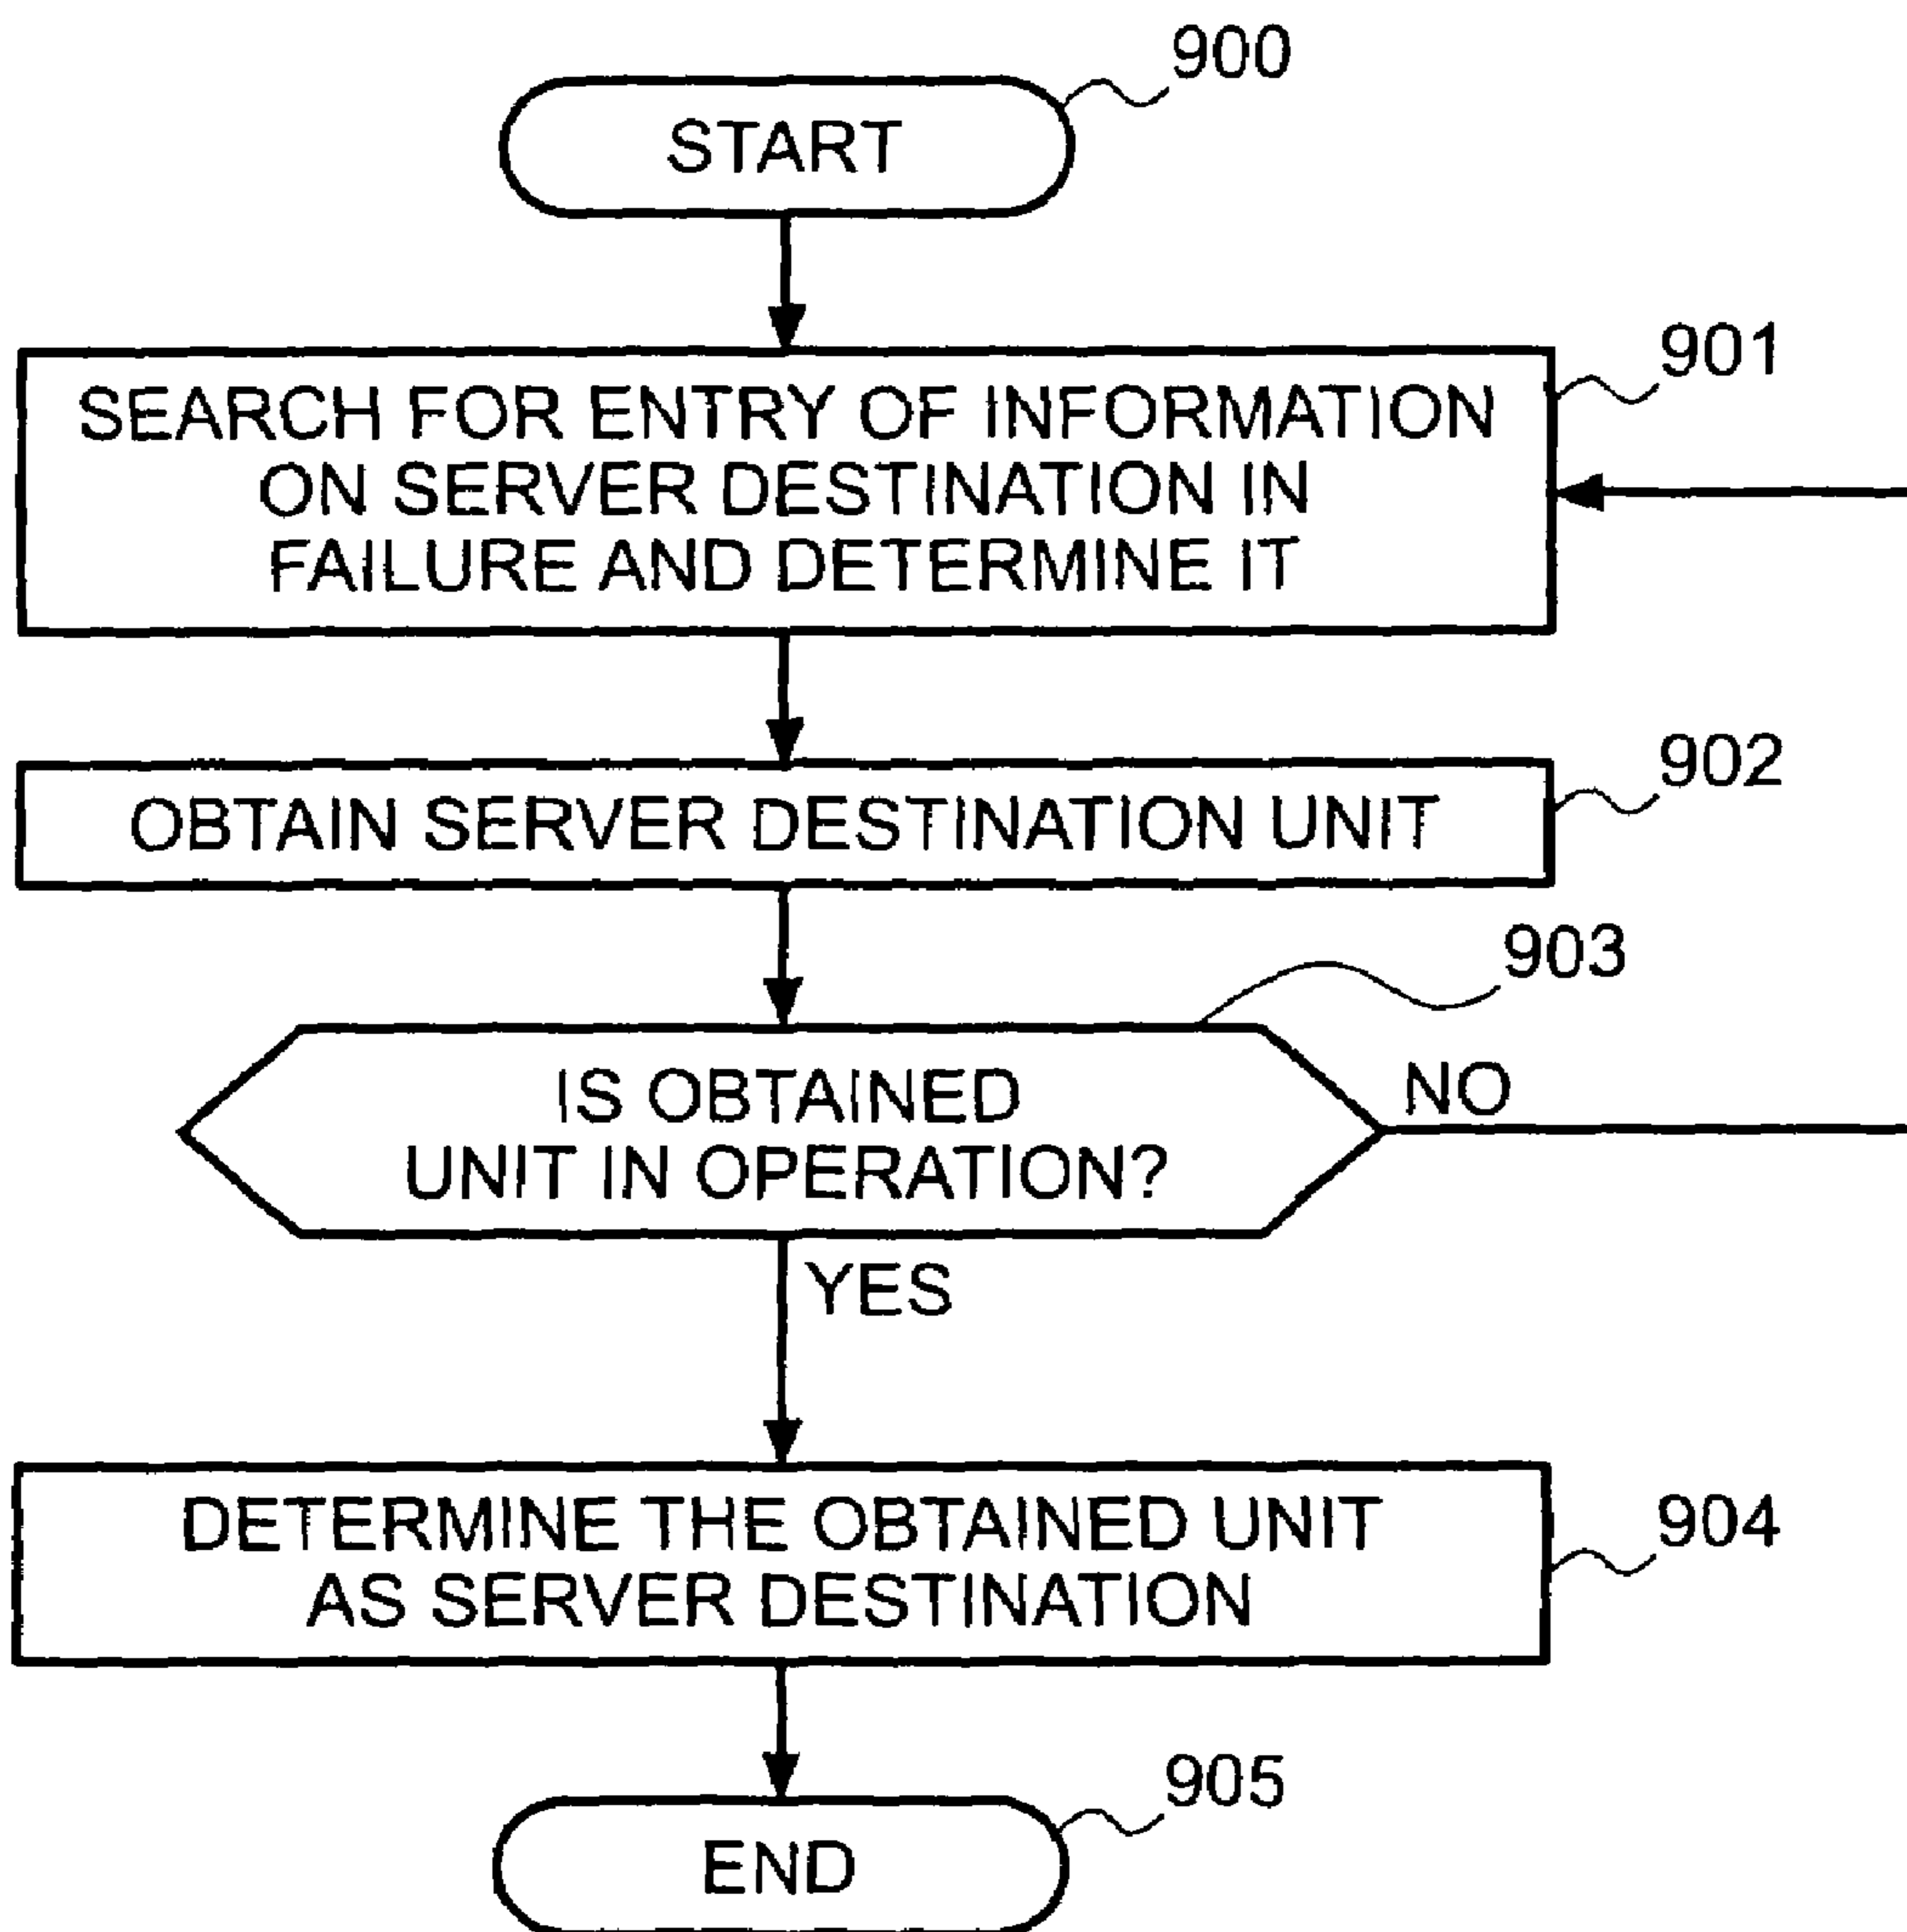 900
START
901
SEARCH FOR ENTRY OF INFORMATION
ON SERVER DESTINATION IN
FAILURE AND DETERMINE IT
902
OBTAIN SERVER DESTINATION UNIT
903
IS OBTAINED
UNIT IN OPERATION?
NO
YES
904
DETERMINE THE OBTAINED UNIT
AS SERVER DESTINATION
905
END